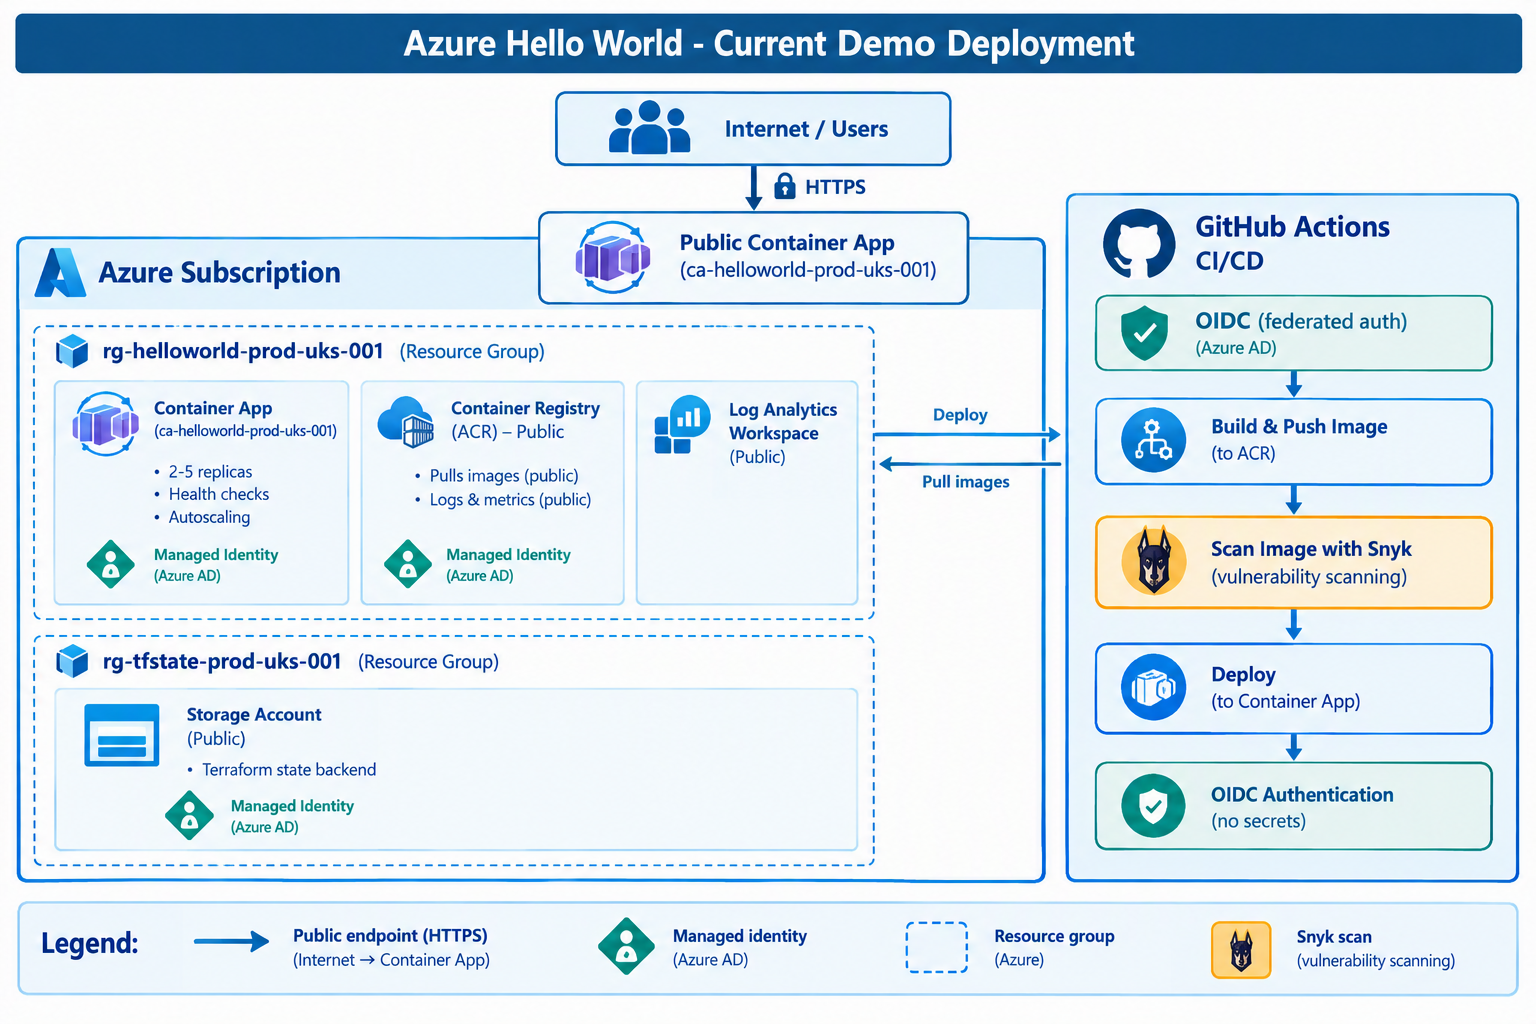 Azure Hello World - Current Demo Deployment
Internet / Users
HTTPS
Public Container App
(ca-helloworld-prod-uks-001)
Azure Subscription
rg-helloworld-prod-uks-001 (Resource Group)
Container App
(ca-helloworld-prod-uks-001)
• 2-5 replicas
• Health checks
• Autoscaling
Managed Identity
(Azure AD)
Container Registry
(ACR) – Public
• Pulls images (public)
• Logs & metrics (public)
Managed Identity
(Azure AD)
Log Analytics
Workspace
(Public)
Deploy
Pull images
rg-tfstate-prod-uks-001 (Resource Group)
Storage Account
(Public)
• Terraform state backend
Managed Identity
(Azure AD)
GitHub Actions
CI/CD
OIDC (federated auth)
(Azure AD)
Build & Push Image
(to ACR)
Scan Image with Snyk
(vulnerability scanning)
Deploy
(to Container App)
OIDC Authentication
(no secrets)
Legend:
Public endpoint (HTTPS)
(Internet → Container App)
Managed identity
(Azure AD)
Resource group
(Azure)
Snyk scan
(vulnerability scanning)